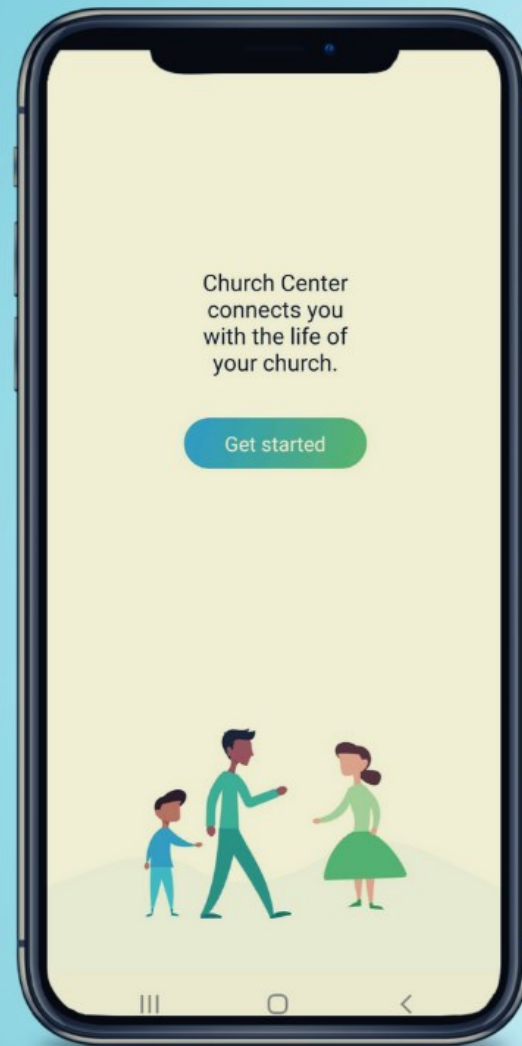 Church Center
connects you
with the life of
your church.
Get started